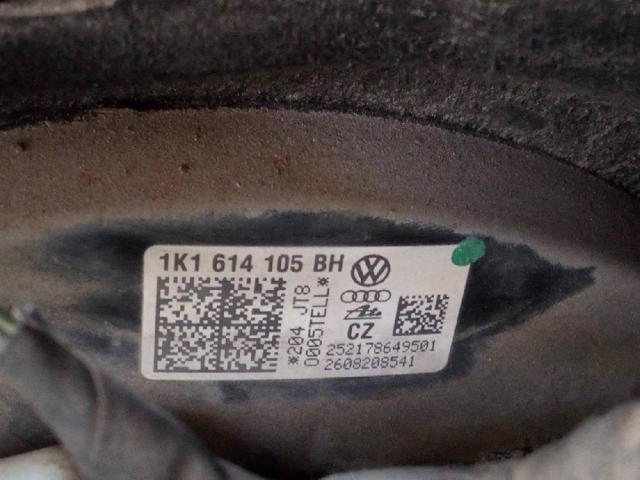 1K1 614 105 BH
*204 JT8
0005TELL*
CZ
252178649501
2608208541